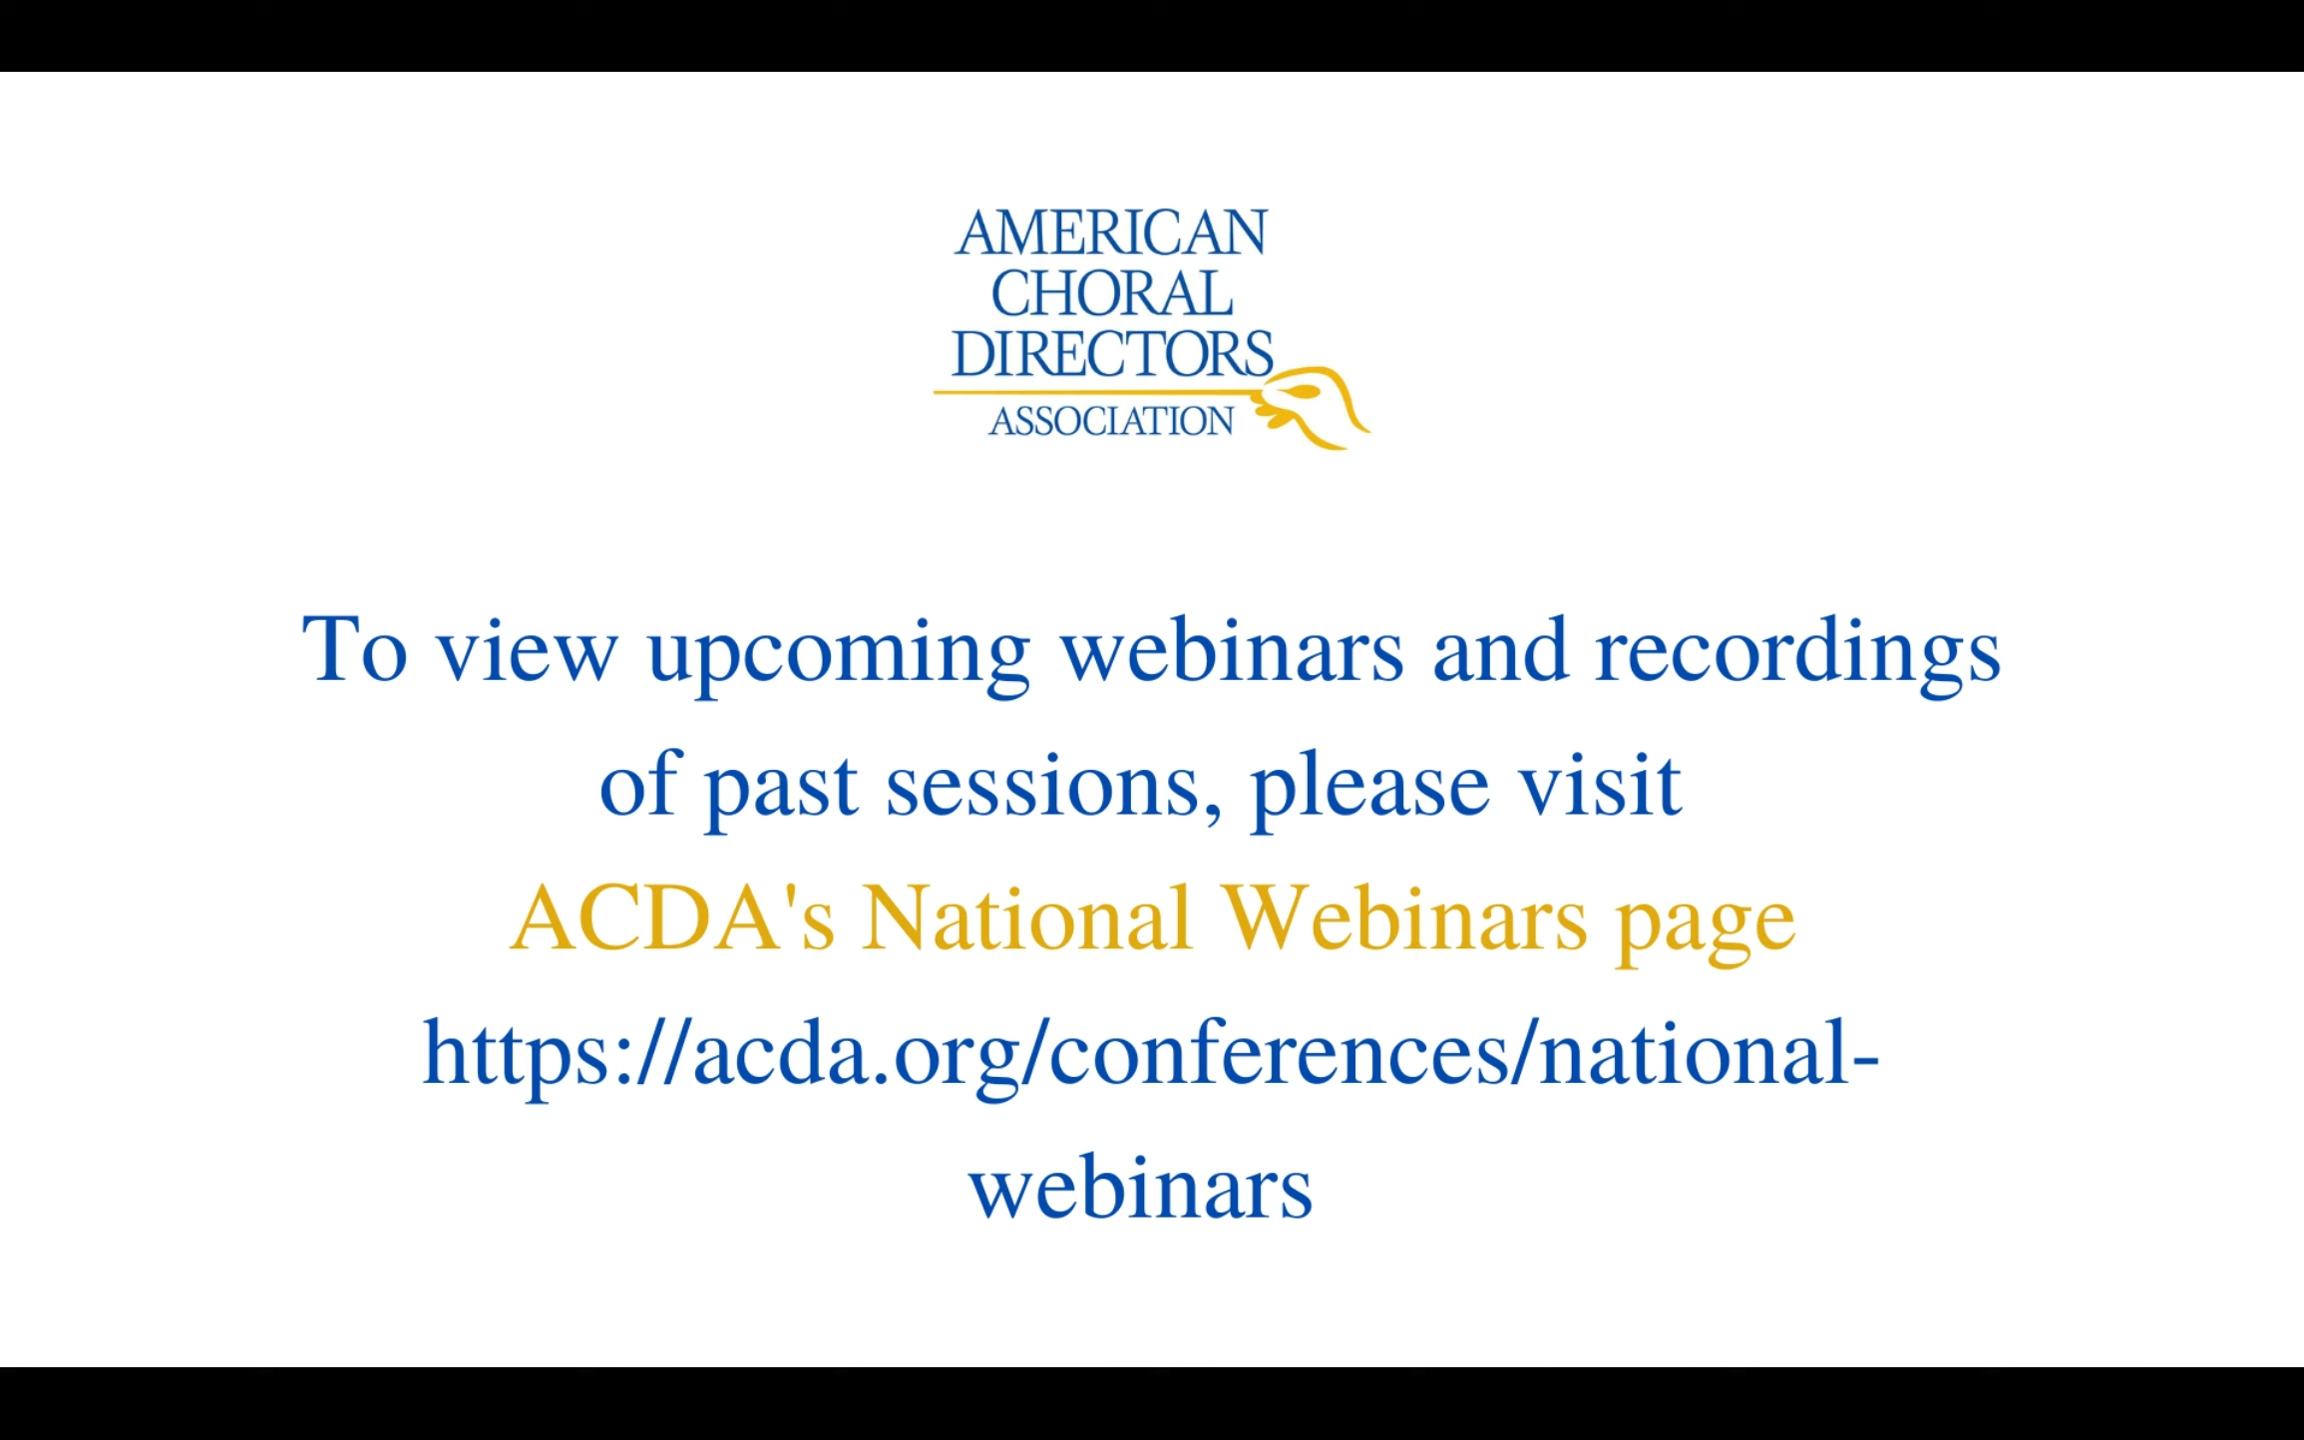 AMERICAN
CHORAL
DIRECTORS
ASSOCIATION
To view upcoming webinars and recordings
of past sessions, please visit
ACDA's National Webinars page
https://acda.org/conferences/national-
webinars